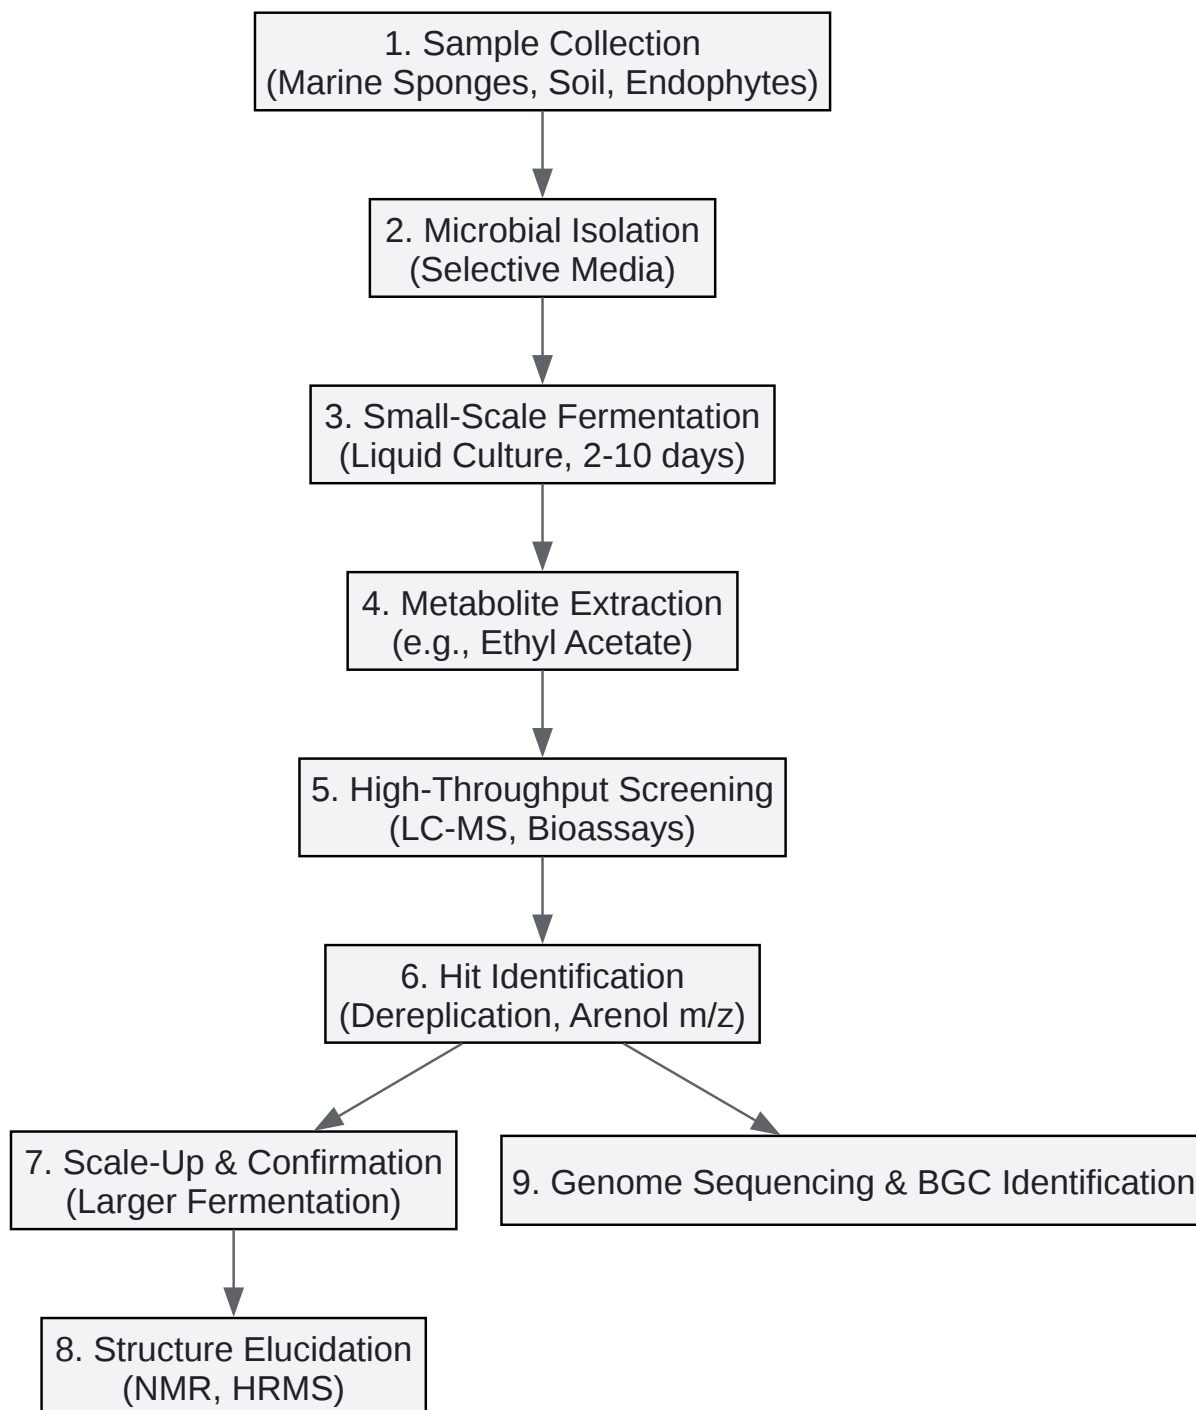 1. Sample Collection
(Marine Sponges, Soil, Endophytes)
2. Microbial Isolation
(Selective Media)
3. Small-Scale Fermentation
(Liquid Culture, 2-10 days)
4. Metabolite Extraction
(e.g., Ethyl Acetate)
5. High-Throughput Screening
(LC-MS, Bioassays)
6. Hit Identification
(Dereplication, Arenol m/z)
7. Scale-Up & Confirmation
(Larger Fermentation)
9. Genome Sequencing & BGC Identification
8. Structure Elucidation
(NMR, HRMS)